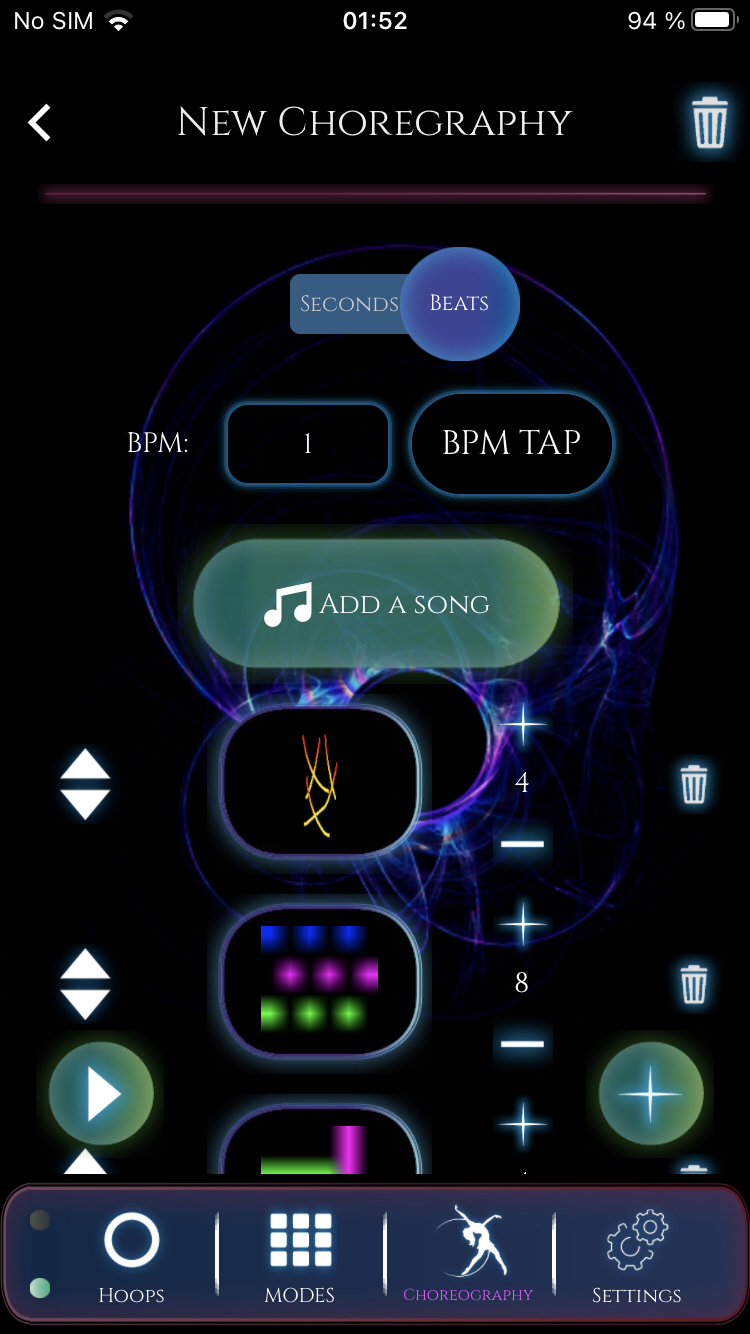 No SIM 01:52 94 %
New Choregraphy
Seconds Beats
BPM: 1 BPM TAP
Add a song
4
8
Hoops MODES Choreography Settings